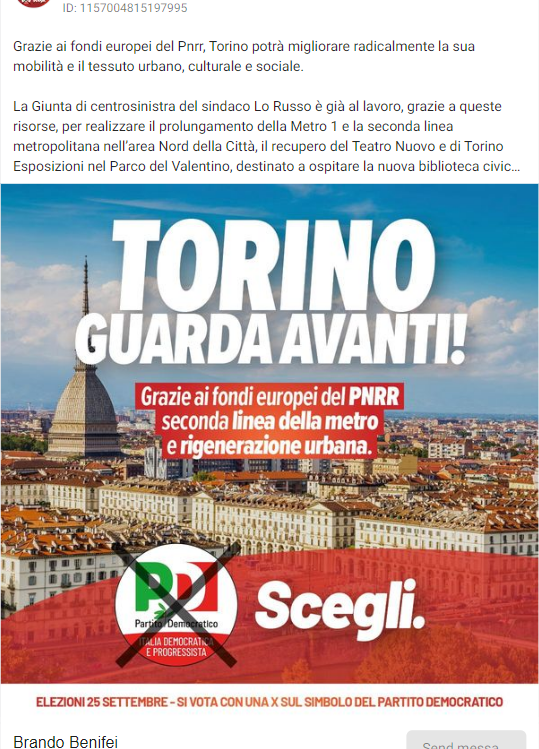 ID: 1157004815197995
Grazie ai fondi europei del Pnrr, Torino potrà migliorare radicalmente la sua
mobilità e il tessuto urbano, culturale e sociale.
La Giunta di centrosinistra del sindaco Lo Russo è già al lavoro, grazie a queste
risorse, per realizzare il prolungamento della Metro 1 e la seconda linea
metropolitana nell'area Nord della Città, il recupero del Teatro Nuovo e di Torino
Esposizioni nel Parco del Valentino, destinato a ospitare la nuova biblioteca civic...
TORINO
GUARDA AVANTI!
Grazie ai fondi europei del PNRR
seconda linea della metro
e rigenerazione urbana.
PD
Partito Democratico
ITALIA DEMOCRATICA
E PROGRESSISTA
Scegli.
ELEZIONI 25 SETTEMBRE - SI VOTA CON UNA X SUL SIMBOLO DEL PARTITO DEMOCRATICO
Brando Benifei
Send messa...